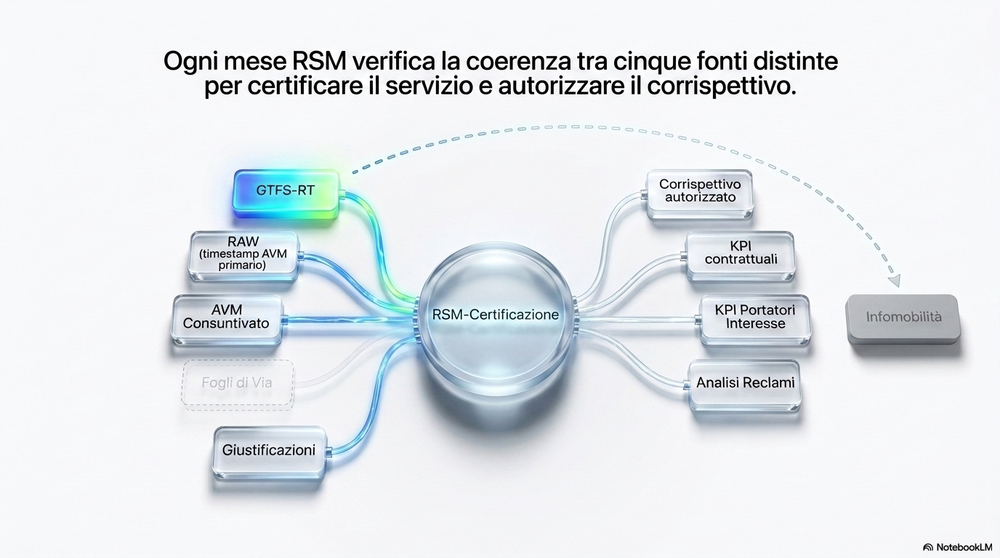 Ogni mese RSM verifica la coerenza tra cinque fonti distinte
per certificare il servizio e autorizzare il corrispettivo.
GTFS-RT
RAW
(timestamp AVM
primario)
AVM
Consuntivato
Fogli di Via
Giustificazioni
RSM-Certificazione
Corrispettivo
autorizzato
KPI
contrattuali
KPI Portatori
Interesse
Analisi Reclami
Infomobilità
NotebookLM